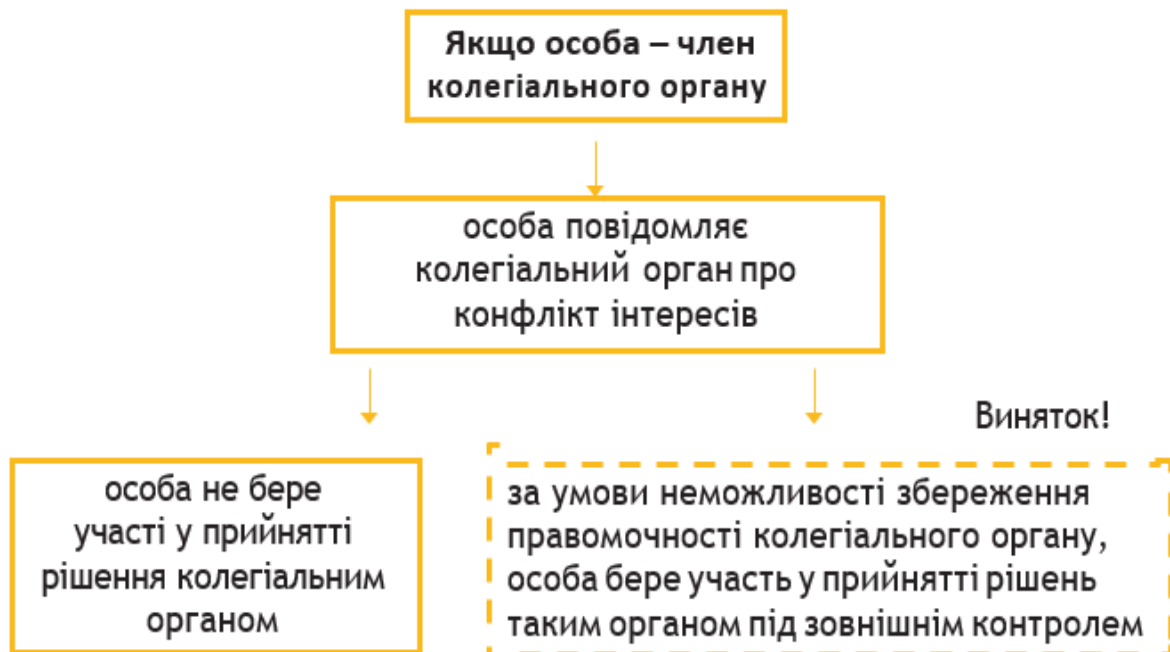 Якщо особа – член
колегіального органу
особа повідомляє
колегіальний орган про
конфлікт інтересів
Виняток!
особа не бере
участі у прийнятті
рішення колегіальним
органом
за умови неможливості збереження
правомочності колегіального органу,
особа бере участь у прийнятті рішень
таким органом під зовнішнім контролем